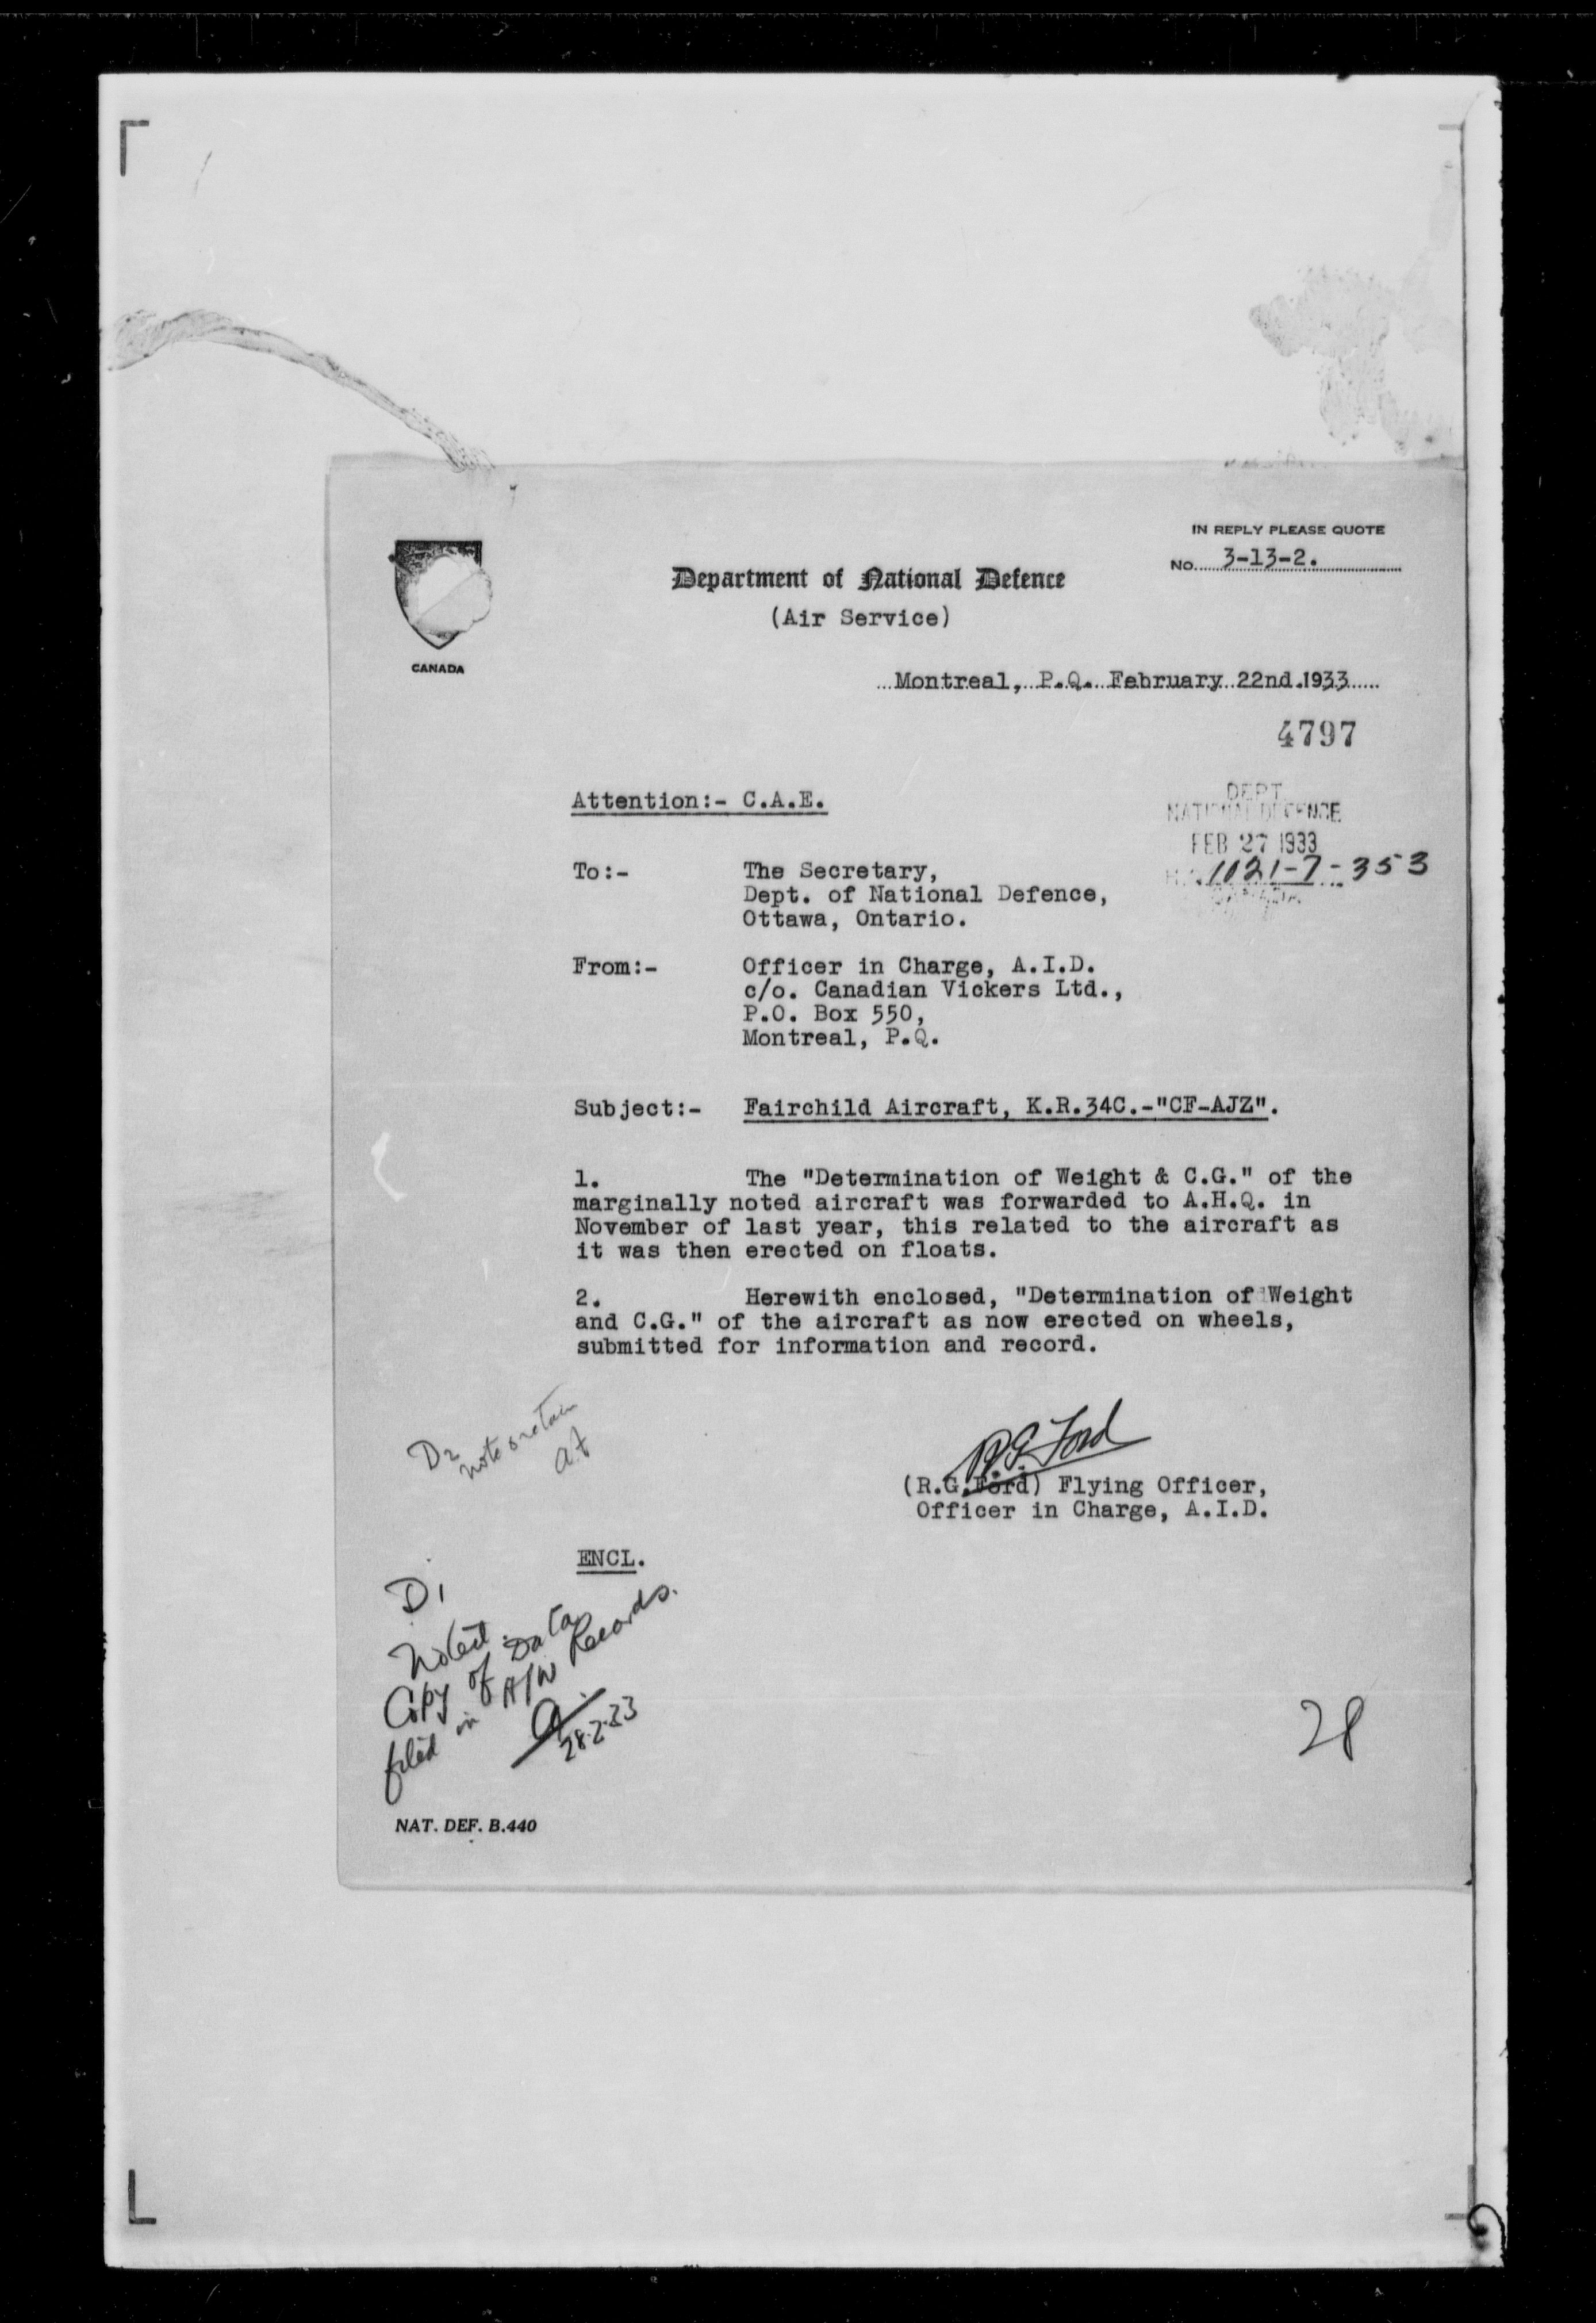 IN REPLY PLEASE QUOTE
No. 3-13-2.
Department of National Defence
(Air Service)
CANADA
Montreal, P.Q. February 22nd.1933
4797
Attention:- C.A.E.
DEPT.
NATIONAL DEFENCE
FEB 27 1933
1021-7-353
To:- The Secretary,
Dept. of National Defence,
Ottawa, Ontario.
From:- Officer in Charge, A.I.D.
c/o. Canadian Vickers Ltd.,
P.O. Box 550,
Montreal, P.Q.
Subject:- Fairchild Aircraft, K.R.34C.-"CF-AJZ".
1. The "Determination of Weight & C.G." of the
marginally noted aircraft was forwarded to A.H.Q. in
November of last year, this related to the aircraft as
it was then erected on floats.
2. Herewith enclosed, "Determination of Weight
and C.G." of the aircraft as now erected on wheels,
submitted for information and record.
D2
note & retain
R.G. Ford
(R.G.Ford) Flying Officer,
Officer in Charge, A.I.D.
ENCL.
D1
Noted.
Copy of Data
filed in A/W Records.
28.2.33
28
NAT. DEF. B.440